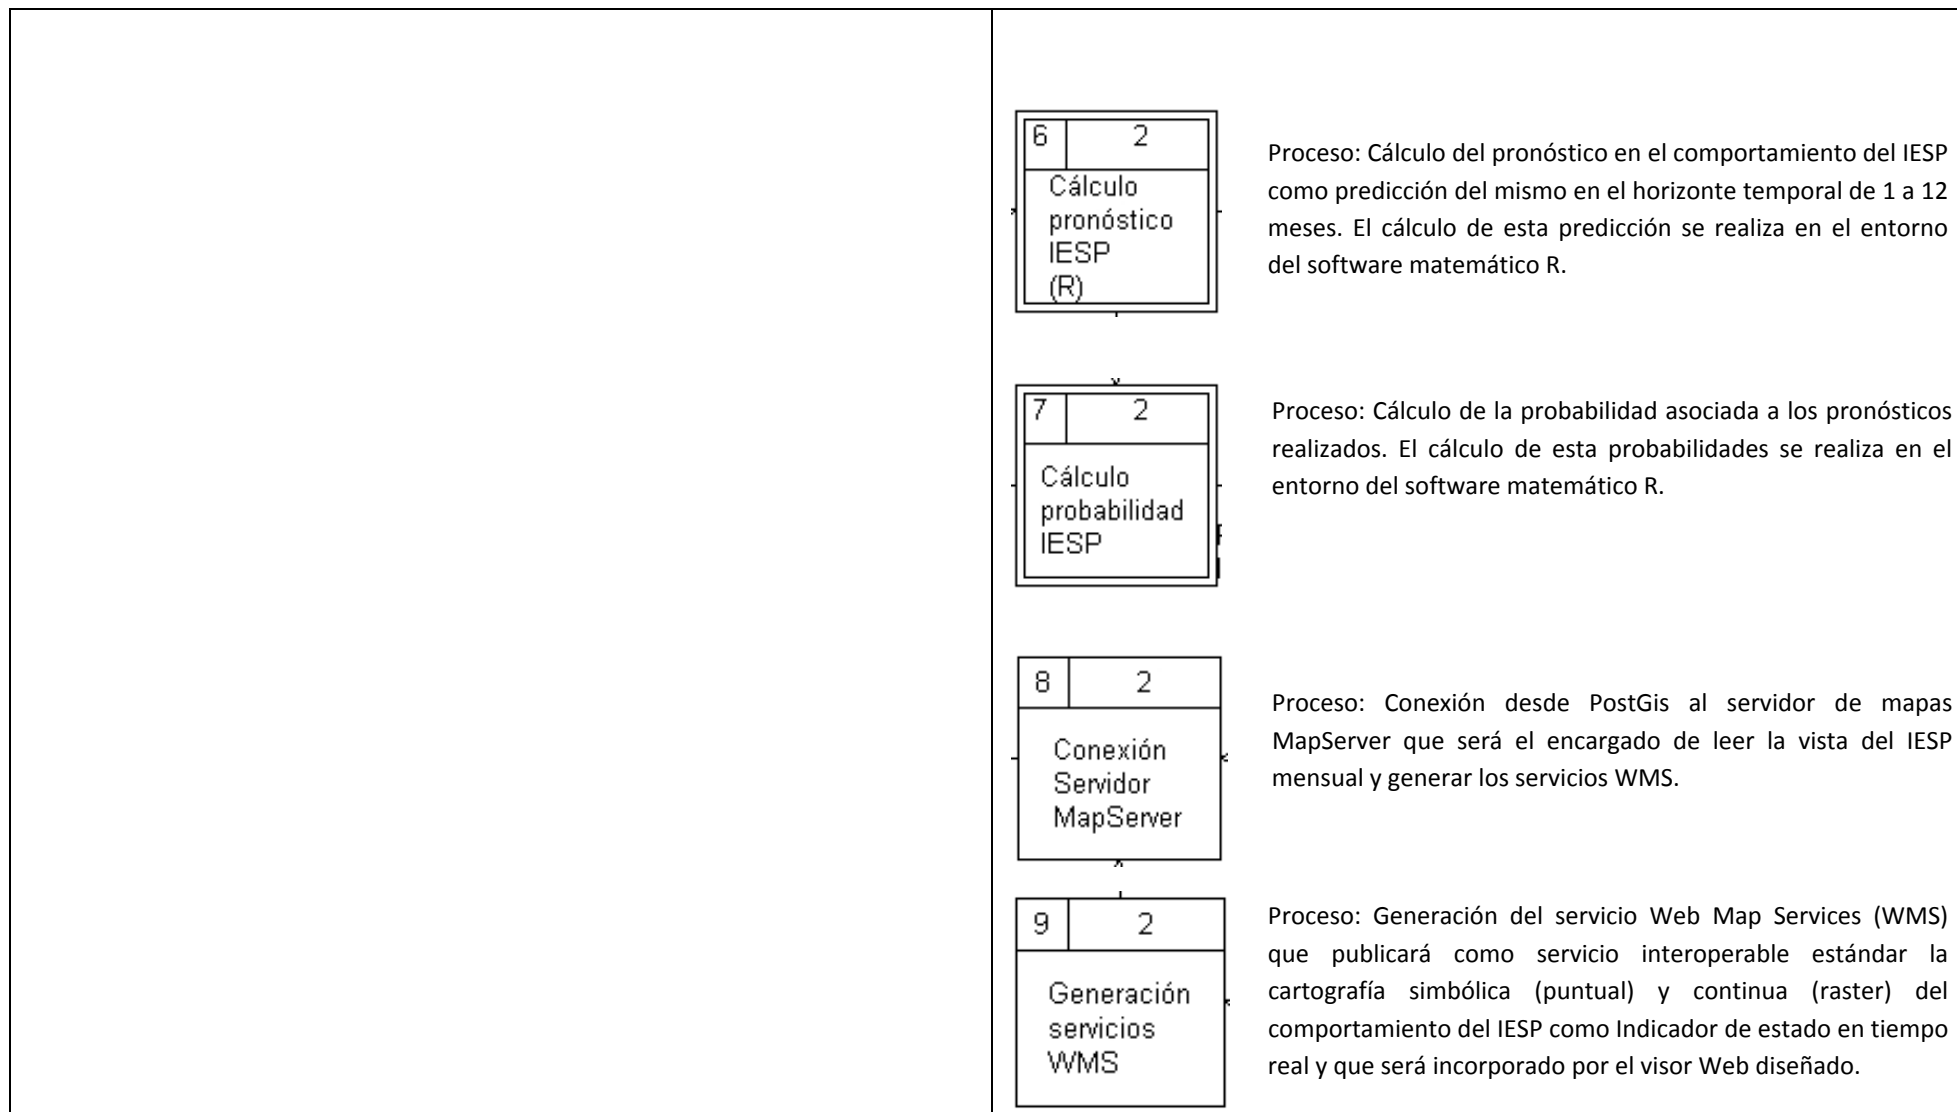 6 2
Cálculo
pronóstico
IESP
(R)
Proceso: Cálculo del pronóstico en el comportamiento del IESP
como predicción del mismo en el horizonte temporal de 1 a 12
meses. El cálculo de esta predicción se realiza en el entorno
del software matemático R.
7 2
Cálculo
probabilidad
IESP
Proceso: Cálculo de la probabilidad asociada a los pronósticos
realizados. El cálculo de esta probabilidades se realiza en el
entorno del software matemático R.
8 2
Conexión
Servidor
MapServer
Proceso: Conexión desde PostGis al servidor de mapas
MapServer que será el encargado de leer la vista del IESP
mensual y generar los servicios WMS.
9 2
Generación
servicios
WMS
Proceso: Generación del servicio Web Map Services (WMS)
que publicará como servicio interoperable estándar la
cartografía simbólica (puntual) y continua (raster) del
comportamiento del IESP como Indicador de estado en tiempo
real y que será incorporado por el visor Web diseñado.